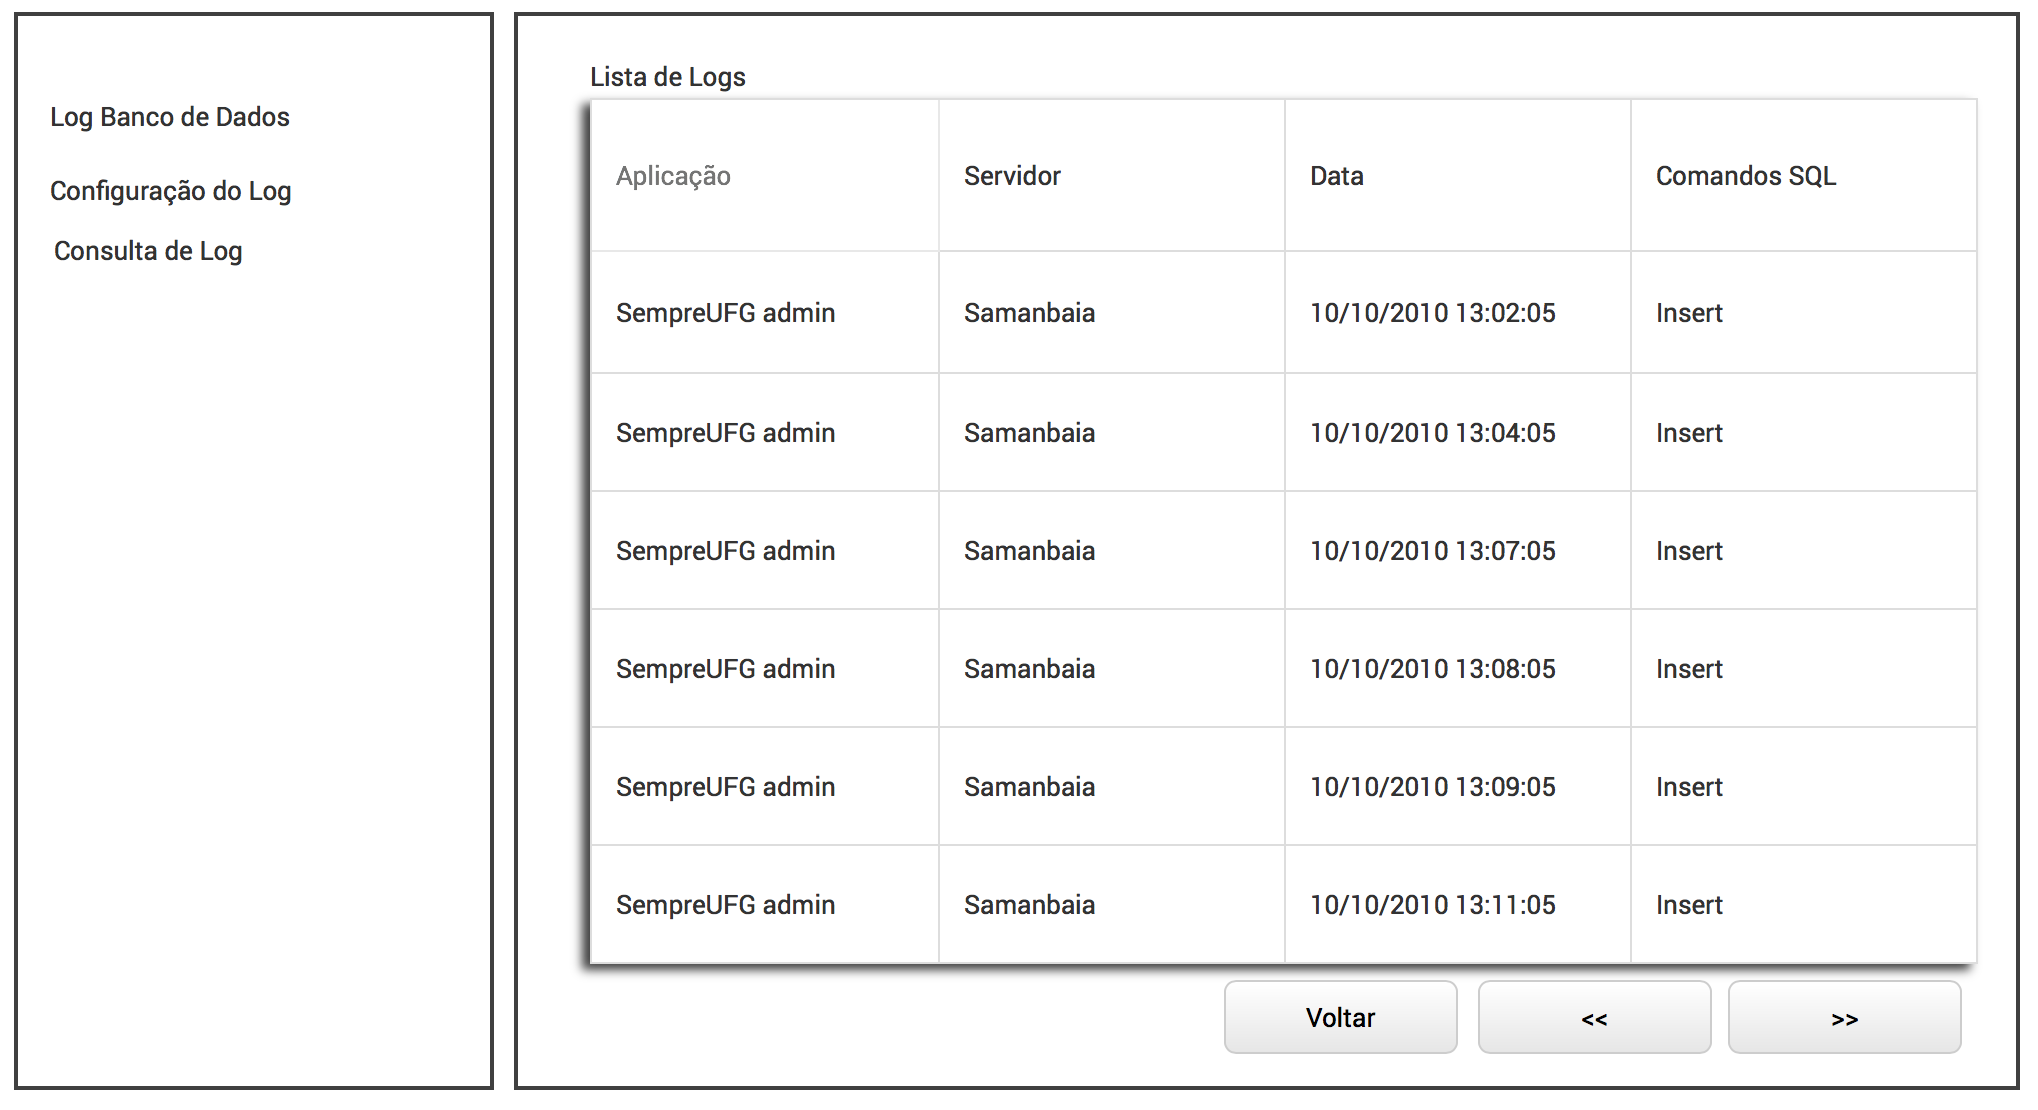 Log Banco de Dados
Configuração do Log
Consulta de Log
Lista de Logs
Aplicação Servidor Data Comandos SQL
SempreUFG admin Samanbaia 10/10/2010 13:02:05 Insert
SempreUFG admin Samanbaia 10/10/2010 13:04:05 Insert
SempreUFG admin Samanbaia 10/10/2010 13:07:05 Insert
SempreUFG admin Samanbaia 10/10/2010 13:08:05 Insert
SempreUFG admin Samanbaia 10/10/2010 13:09:05 Insert
SempreUFG admin Samanbaia 10/10/2010 13:11:05 Insert
Voltar << >>